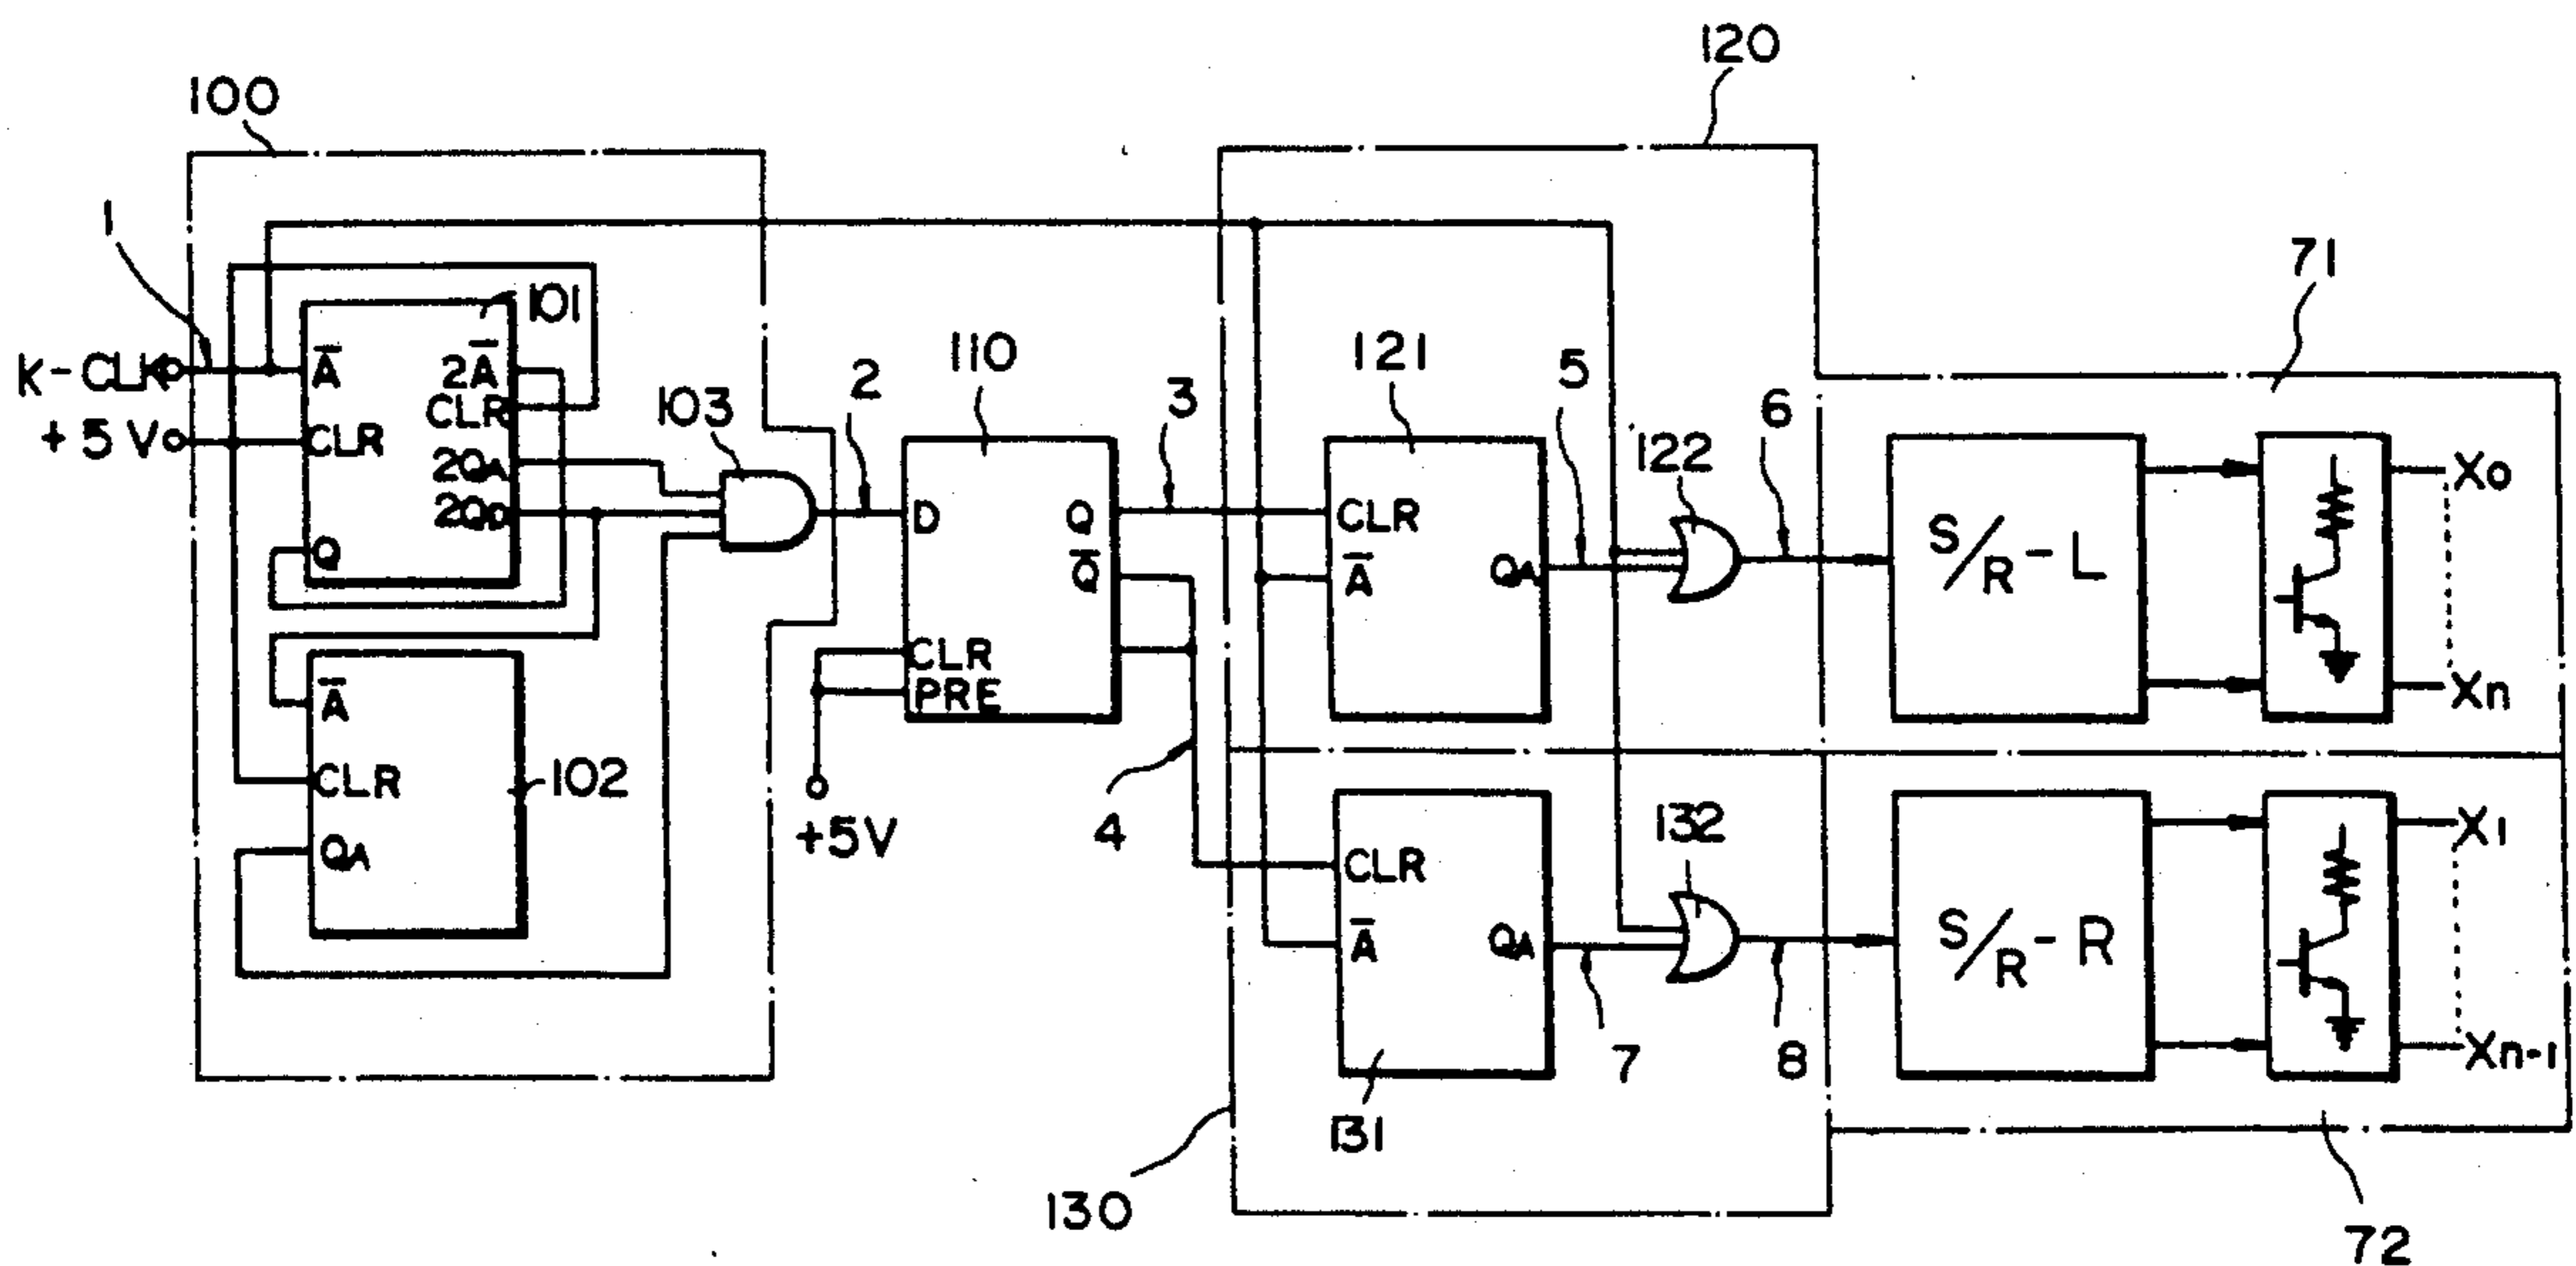 120
100
71
1
101
K-CLK
A̅
2A̅
CLR
+5V
CLR
2QA
2QD
Q
103
2
110
3
121
5
122
6
D
Q
Q̅
CLR
PRE
CLR
A̅
QA
S/R-L
X0
Xn
A̅
CLR
QA
102
+5V
4
CLR
A̅
QA
132
7
8
131
S/R-R
X1
Xn-1
130
72